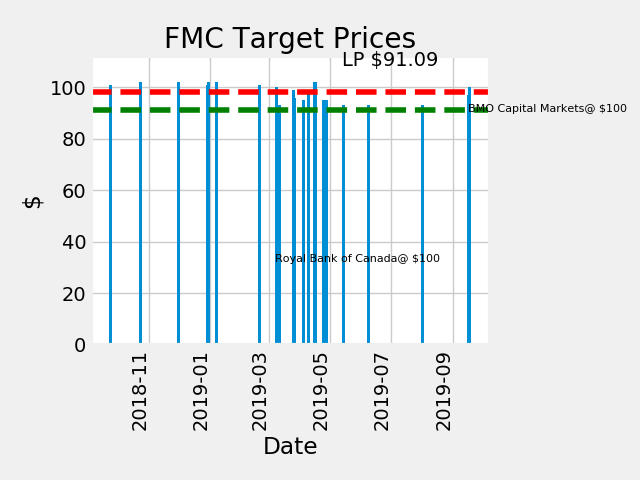 FMC Target Prices
LP $91.09
100
80
60
40
20
0
$
BMO Capital Markets@ $100
Royal Bank of Canada@ $100
2018-11
2019-01
2019-03
2019-05
2019-07
2019-09
Date